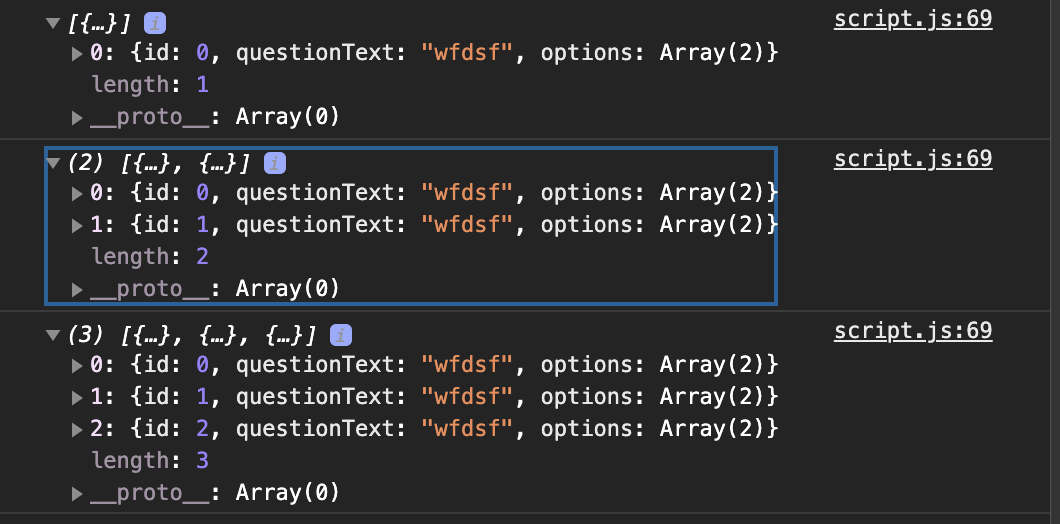 ▼[{…}] i script.js:69
▶0: {id: 0, questionText: "wfdsf", options: Array(2)}
length: 1
▶__proto__: Array(0)
▼(2) [{…}, {…}] i script.js:69
▶0: {id: 0, questionText: "wfdsf", options: Array(2)}
▶1: {id: 1, questionText: "wfdsf", options: Array(2)}
length: 2
▶__proto__: Array(0)
▼(3) [{…}, {…}, {…}] i script.js:69
▶0: {id: 0, questionText: "wfdsf", options: Array(2)}
▶1: {id: 1, questionText: "wfdsf", options: Array(2)}
▶2: {id: 2, questionText: "wfdsf", options: Array(2)}
length: 3
▶__proto__: Array(0)